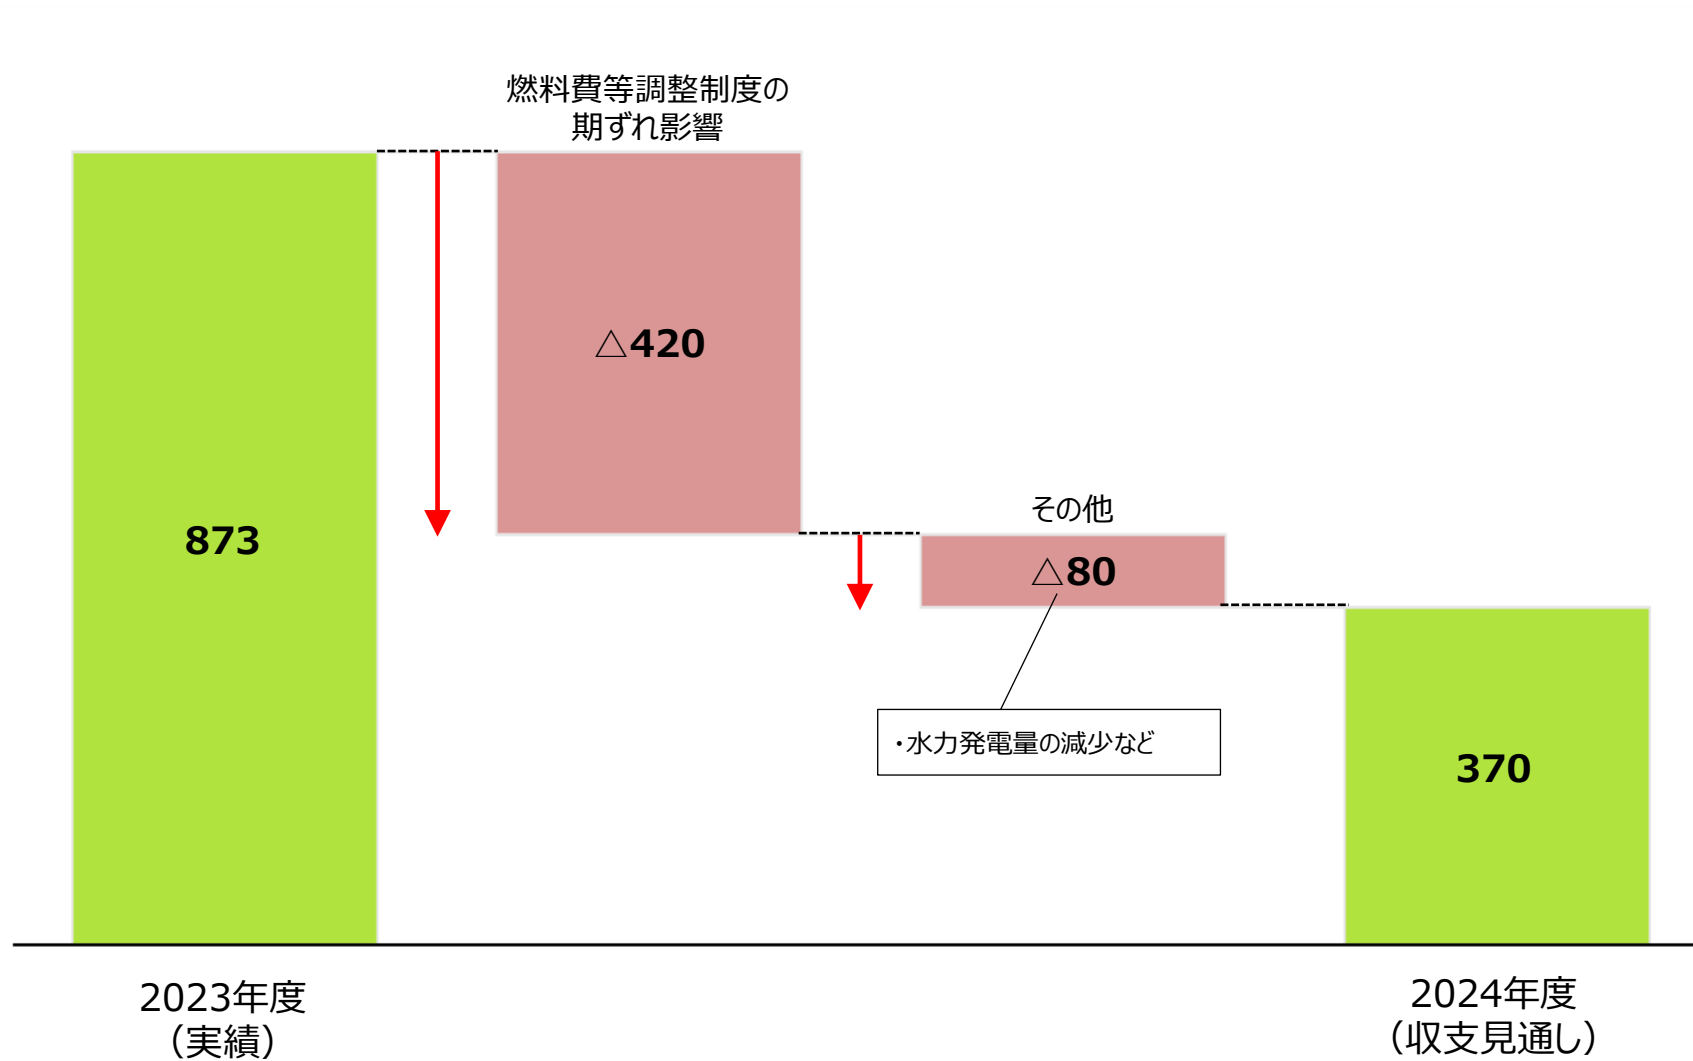 燃料費等調整制度の
期ずれ影響
873
△420
その他
△80
・水力発電量の減少など
370
2023年度
（実績）
2024年度
（収支見通し）